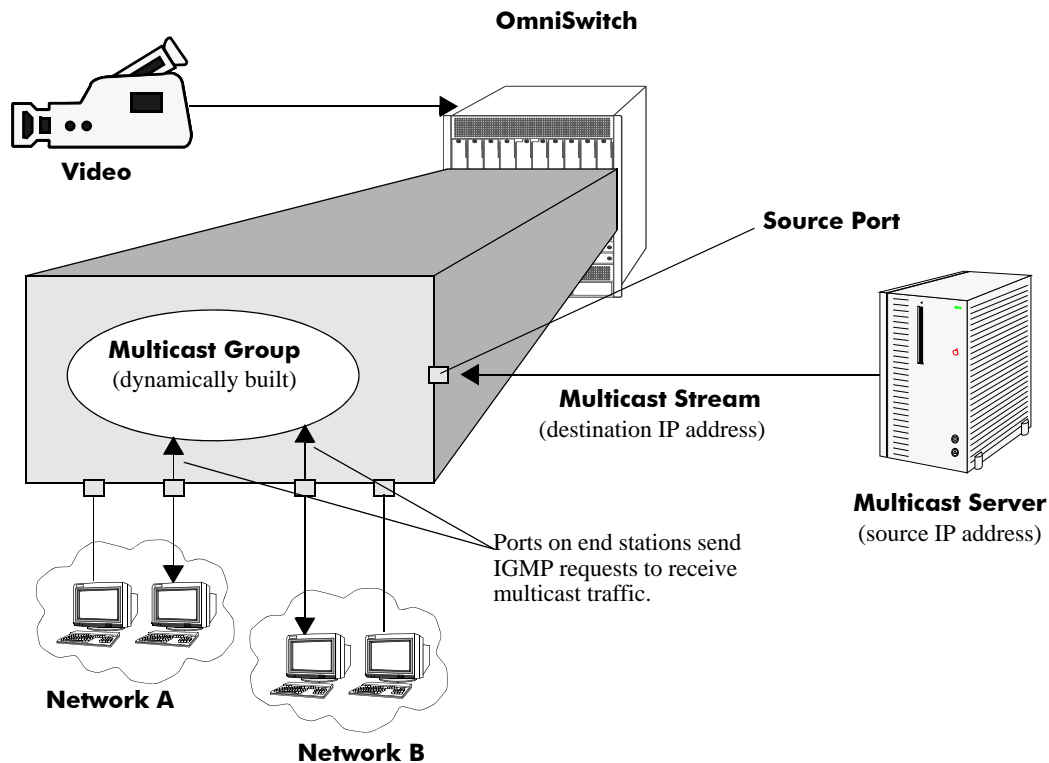 OmniSwitch
Video
Source Port
Multicast Group
(dynamically built)
Multicast Stream
(destination IP address)
Multicast Server
(source IP address)
Ports on end stations send
IGMP requests to receive
multicast traffic.
Network A
Network B